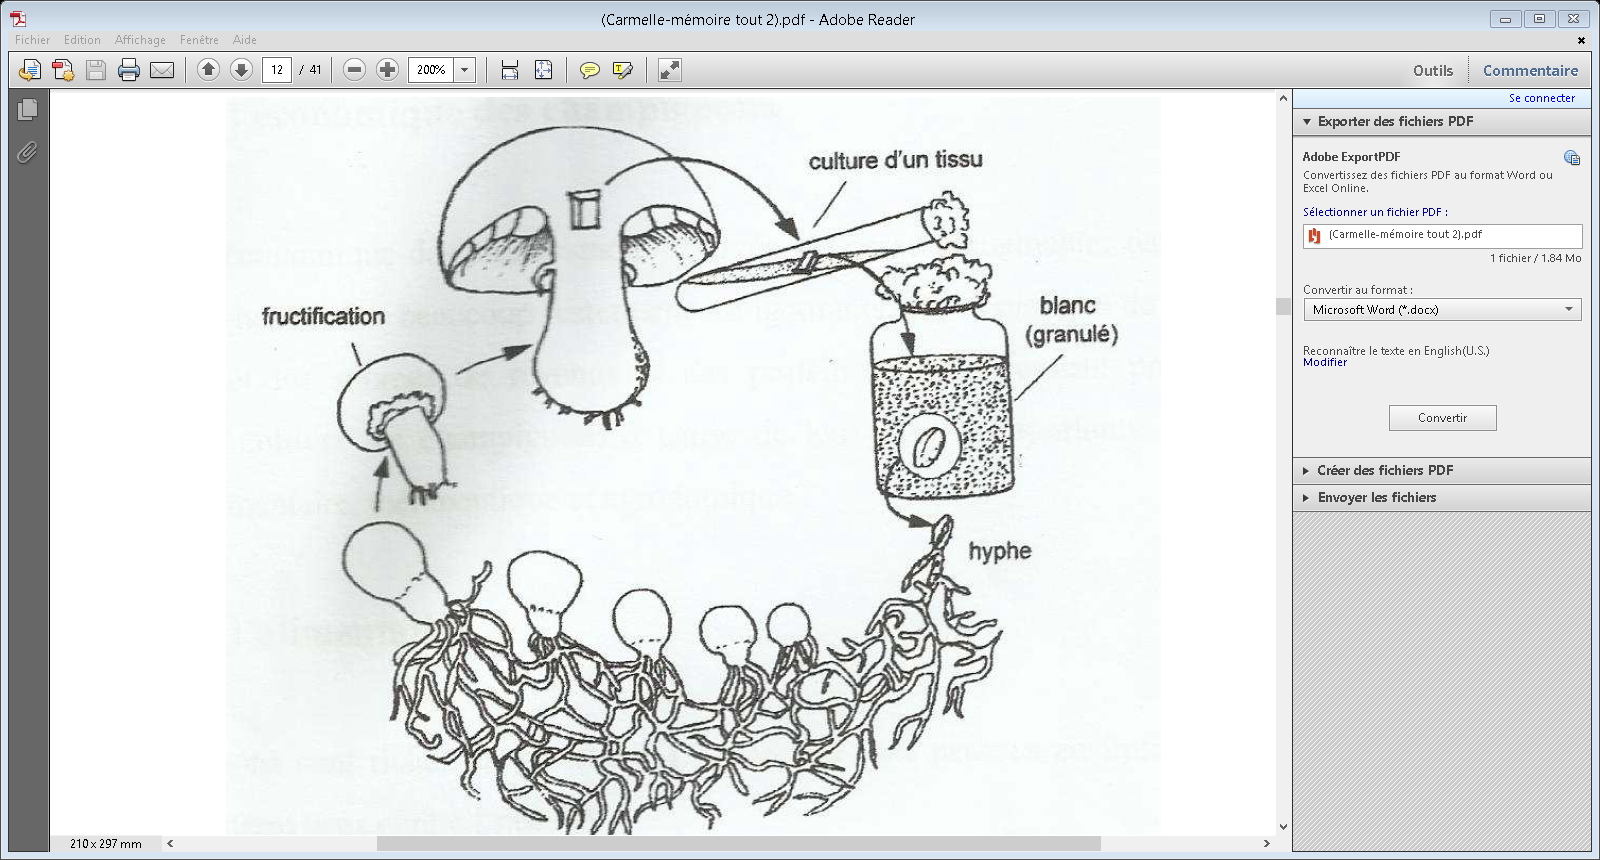 (Carmelle-mémoire tout 2).pdf - Adobe Reader
Fichier Edition Affichage Fenêtre Aide
12 / 41
200%
Outils
Commentaire
Se connecter
Exporter des fichiers PDF
Adobe ExportPDF
Convertissez des fichiers PDF au format Word ou
Excel Online.
Sélectionner un fichier PDF :
(Carmelle-mémoire tout 2).pdf
1 fichier / 1.84 Mo
Convertir au format :
Microsoft Word (*.docx)
Reconnaître le texte en English(U.S.)
Modifier
Convertir
Créer des fichiers PDF
Envoyer les fichiers
culture d'un tissu
fructification
blanc
(granulé)
hyphe
210 x 297 mm